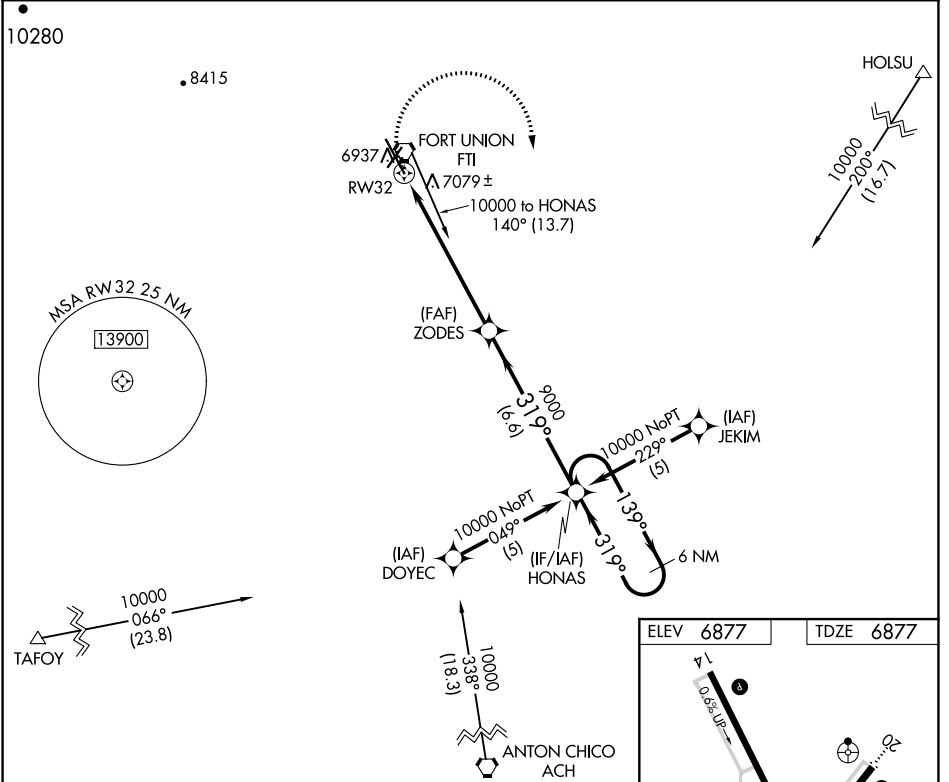 10280
8415
HOLSU
10000
200°
(16.7)
FORT UNION
FTI
6937
RW32
7079 ±
10000 to HONAS
140° (13.7)
MSA RW32 25 NM
13900
(FAF)
ZODES
9000
319°
(6.6)
10000 NoPT
229°
(5)
(IAF)
JEKIM
139°
319°
6 NM
10000 NoPT
049°
(5)
(IAF)
DOYEC
(IF/IAF)
HONAS
10000
066°
(23.8)
TAFOY
10000
338°
(18.3)
ANTON CHICO
ACH
ELEV 6877
TDZE 6877
14
P
0.6% UP
20